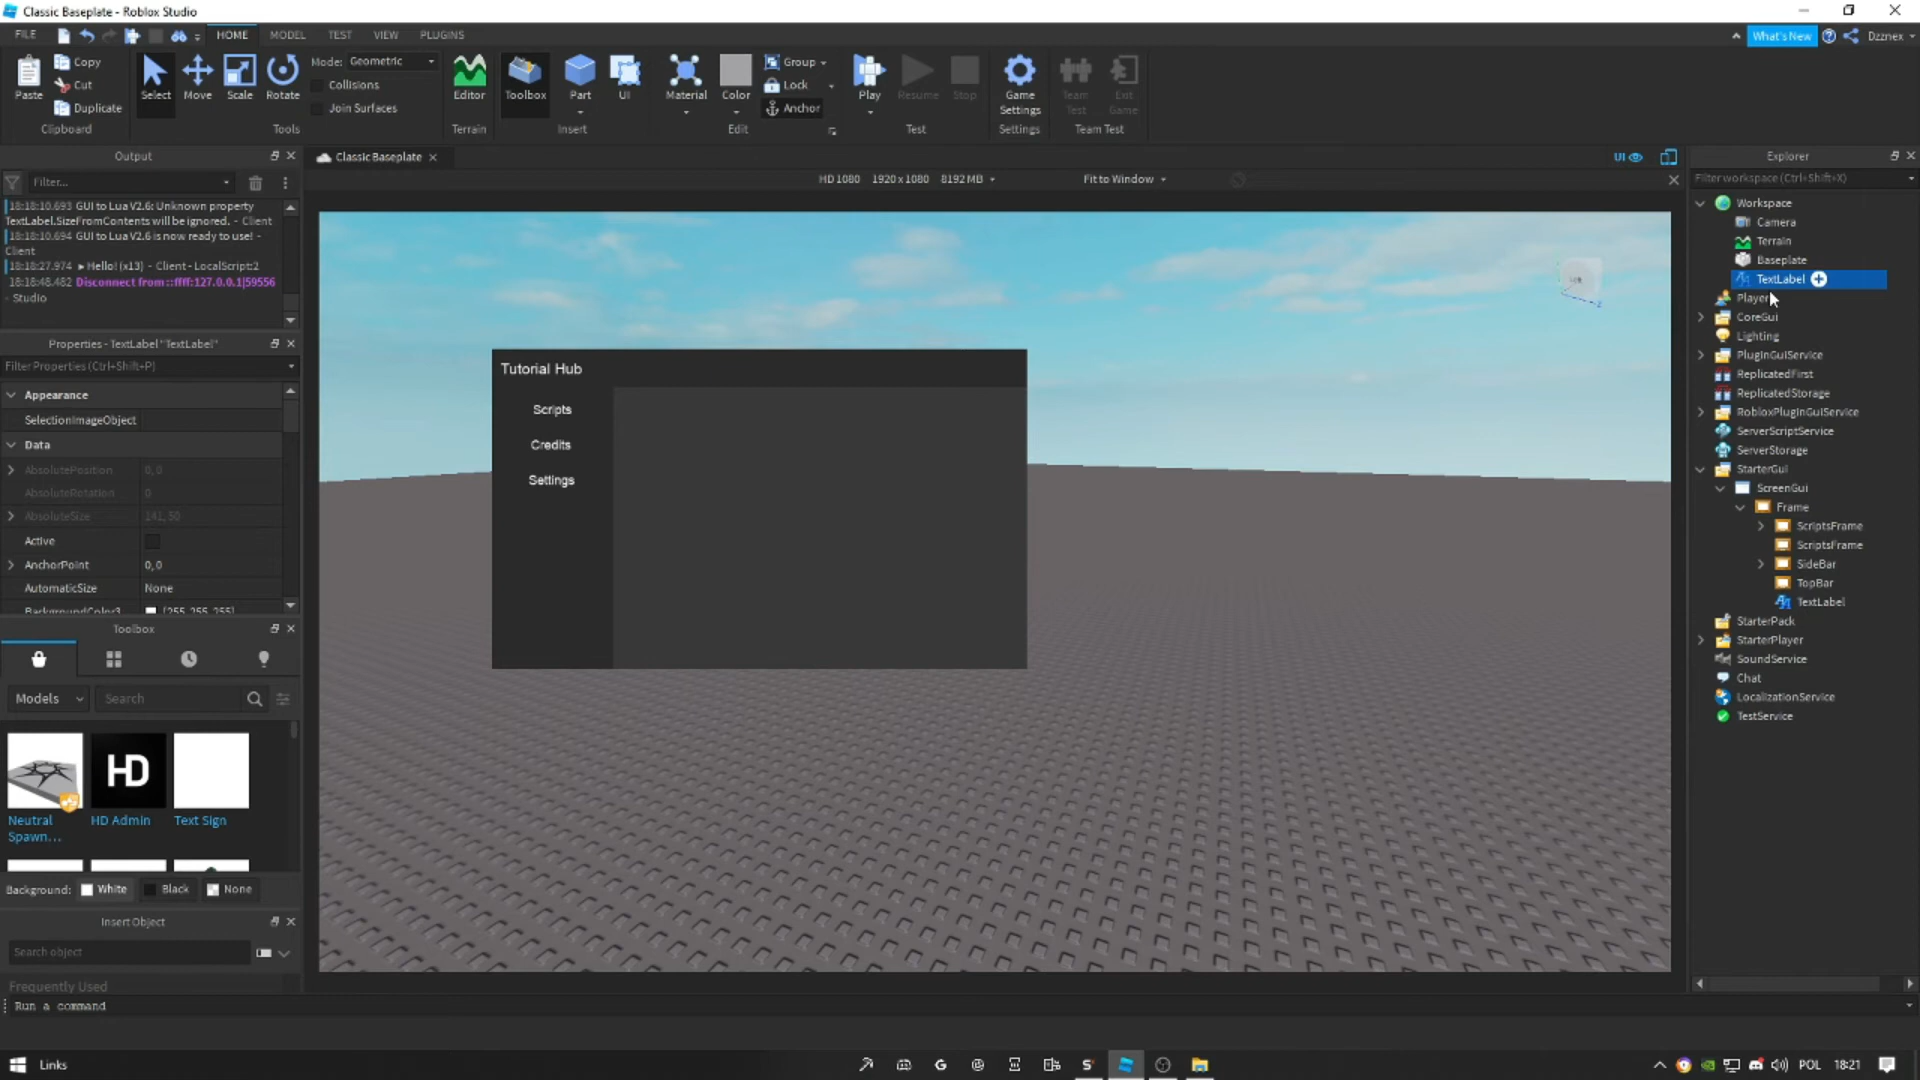 Classic Baseplate - Roblox Studio
FILE HOME MODEL TEST VIEW PLUGINS What's New Dzznex
Paste Copy Cut Duplicate Clipboard
Select Move Scale Rotate Mode: Geometric Collisions Join Surfaces Tools
Editor Terrain
Toolbox Part UI Insert
Material Color Group Lock Anchor Edit
Play Resume Stop Test
Game Settings Settings
Team Test Exit Game Team Test
Output
Filter...
18:18:10.693 GUI to Lua V2.6: Unknown property
TextLabel.SizeFromContents will be ignored. - Client
18:18:10.694 GUI to Lua V2.6 is now ready to use! -
Client
18:18:27.974 ▸ Hello! (x13) - Client - LocalScript:2
18:18:48.482 Disconnect from ::ffff:127.0.0.1|59556
- Studio
Properties - TextLabel "TextLabel"
Filter Properties (Ctrl+Shift+P)
Appearance
SelectionImageObject
Data
AbsolutePosition 0, 0
AbsoluteRotation 0
AbsoluteSize 141, 50
Active
AnchorPoint 0, 0
AutomaticSize None
BackgroundColor3 [255, 255, 255]
Toolbox
Models Search
HD
Neutral Spawn... HD Admin Text Sign
Background: White Black None
Insert Object
Search object
Frequently Used
Run a command
Classic Baseplate
UI
HD 1080 1920 x 1080 8192 MB Fit to Window
Tutorial Hub
Scripts
Credits
Settings
Explorer
Filter workspace (Ctrl+Shift+X)
Workspace
Camera
Terrain
Baseplate
TextLabel
Player
CoreGui
Lighting
PluginGuiService
ReplicatedFirst
ReplicatedStorage
RobloxPluginGuiService
ServerScriptService
ServerStorage
StarterGui
ScreenGui
Frame
ScriptsFrame
ScriptsFrame
SideBar
TopBar
TextLabel
StarterPack
StarterPlayer
SoundService
Chat
LocalizationService
TestService
Links POL 18:21